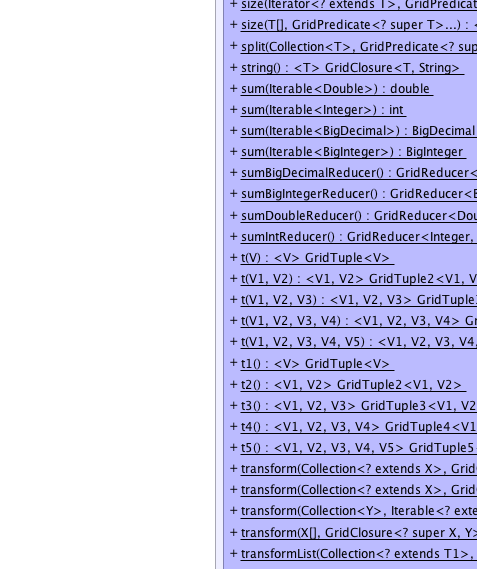 + size(Iterator<? extends T>, GridPredicat
+ size(T[], GridPredicate<? super T>...) : <
+ split(Collection<T>, GridPredicate<? sup
+ string() : <T> GridClosure<T, String>
+ sum(Iterable<Double>) : double
+ sum(Iterable<Integer>) : int
+ sum(Iterable<BigDecimal>) : BigDecimal
+ sum(Iterable<BigInteger>) : BigInteger
+ sumBigDecimalReducer() : GridReducer<
+ sumBigIntegerReducer() : GridReducer<B
+ sumDoubleReducer() : GridReducer<Dou
+ sumIntReducer() : GridReducer<Integer,
+ t(V) : <V> GridTuple<V>
+ t(V1, V2) : <V1, V2> GridTuple2<V1, V
+ t(V1, V2, V3) : <V1, V2, V3> GridTuple
+ t(V1, V2, V3, V4) : <V1, V2, V3, V4> Gr
+ t(V1, V2, V3, V4, V5) : <V1, V2, V3, V4,
+ t1() : <V> GridTuple<V>
+ t2() : <V1, V2> GridTuple2<V1, V2>
+ t3() : <V1, V2, V3> GridTuple3<V1, V2
+ t4() : <V1, V2, V3, V4> GridTuple4<V1
+ t5() : <V1, V2, V3, V4, V5> GridTuple5
+ transform(Collection<? extends X>, Grid
+ transform(Collection<? extends X>, Grid
+ transform(Collection<Y>, Iterable<? exte
+ transform(X[], GridClosure<? super X, Y>
+ transformList(Collection<? extends T1>,